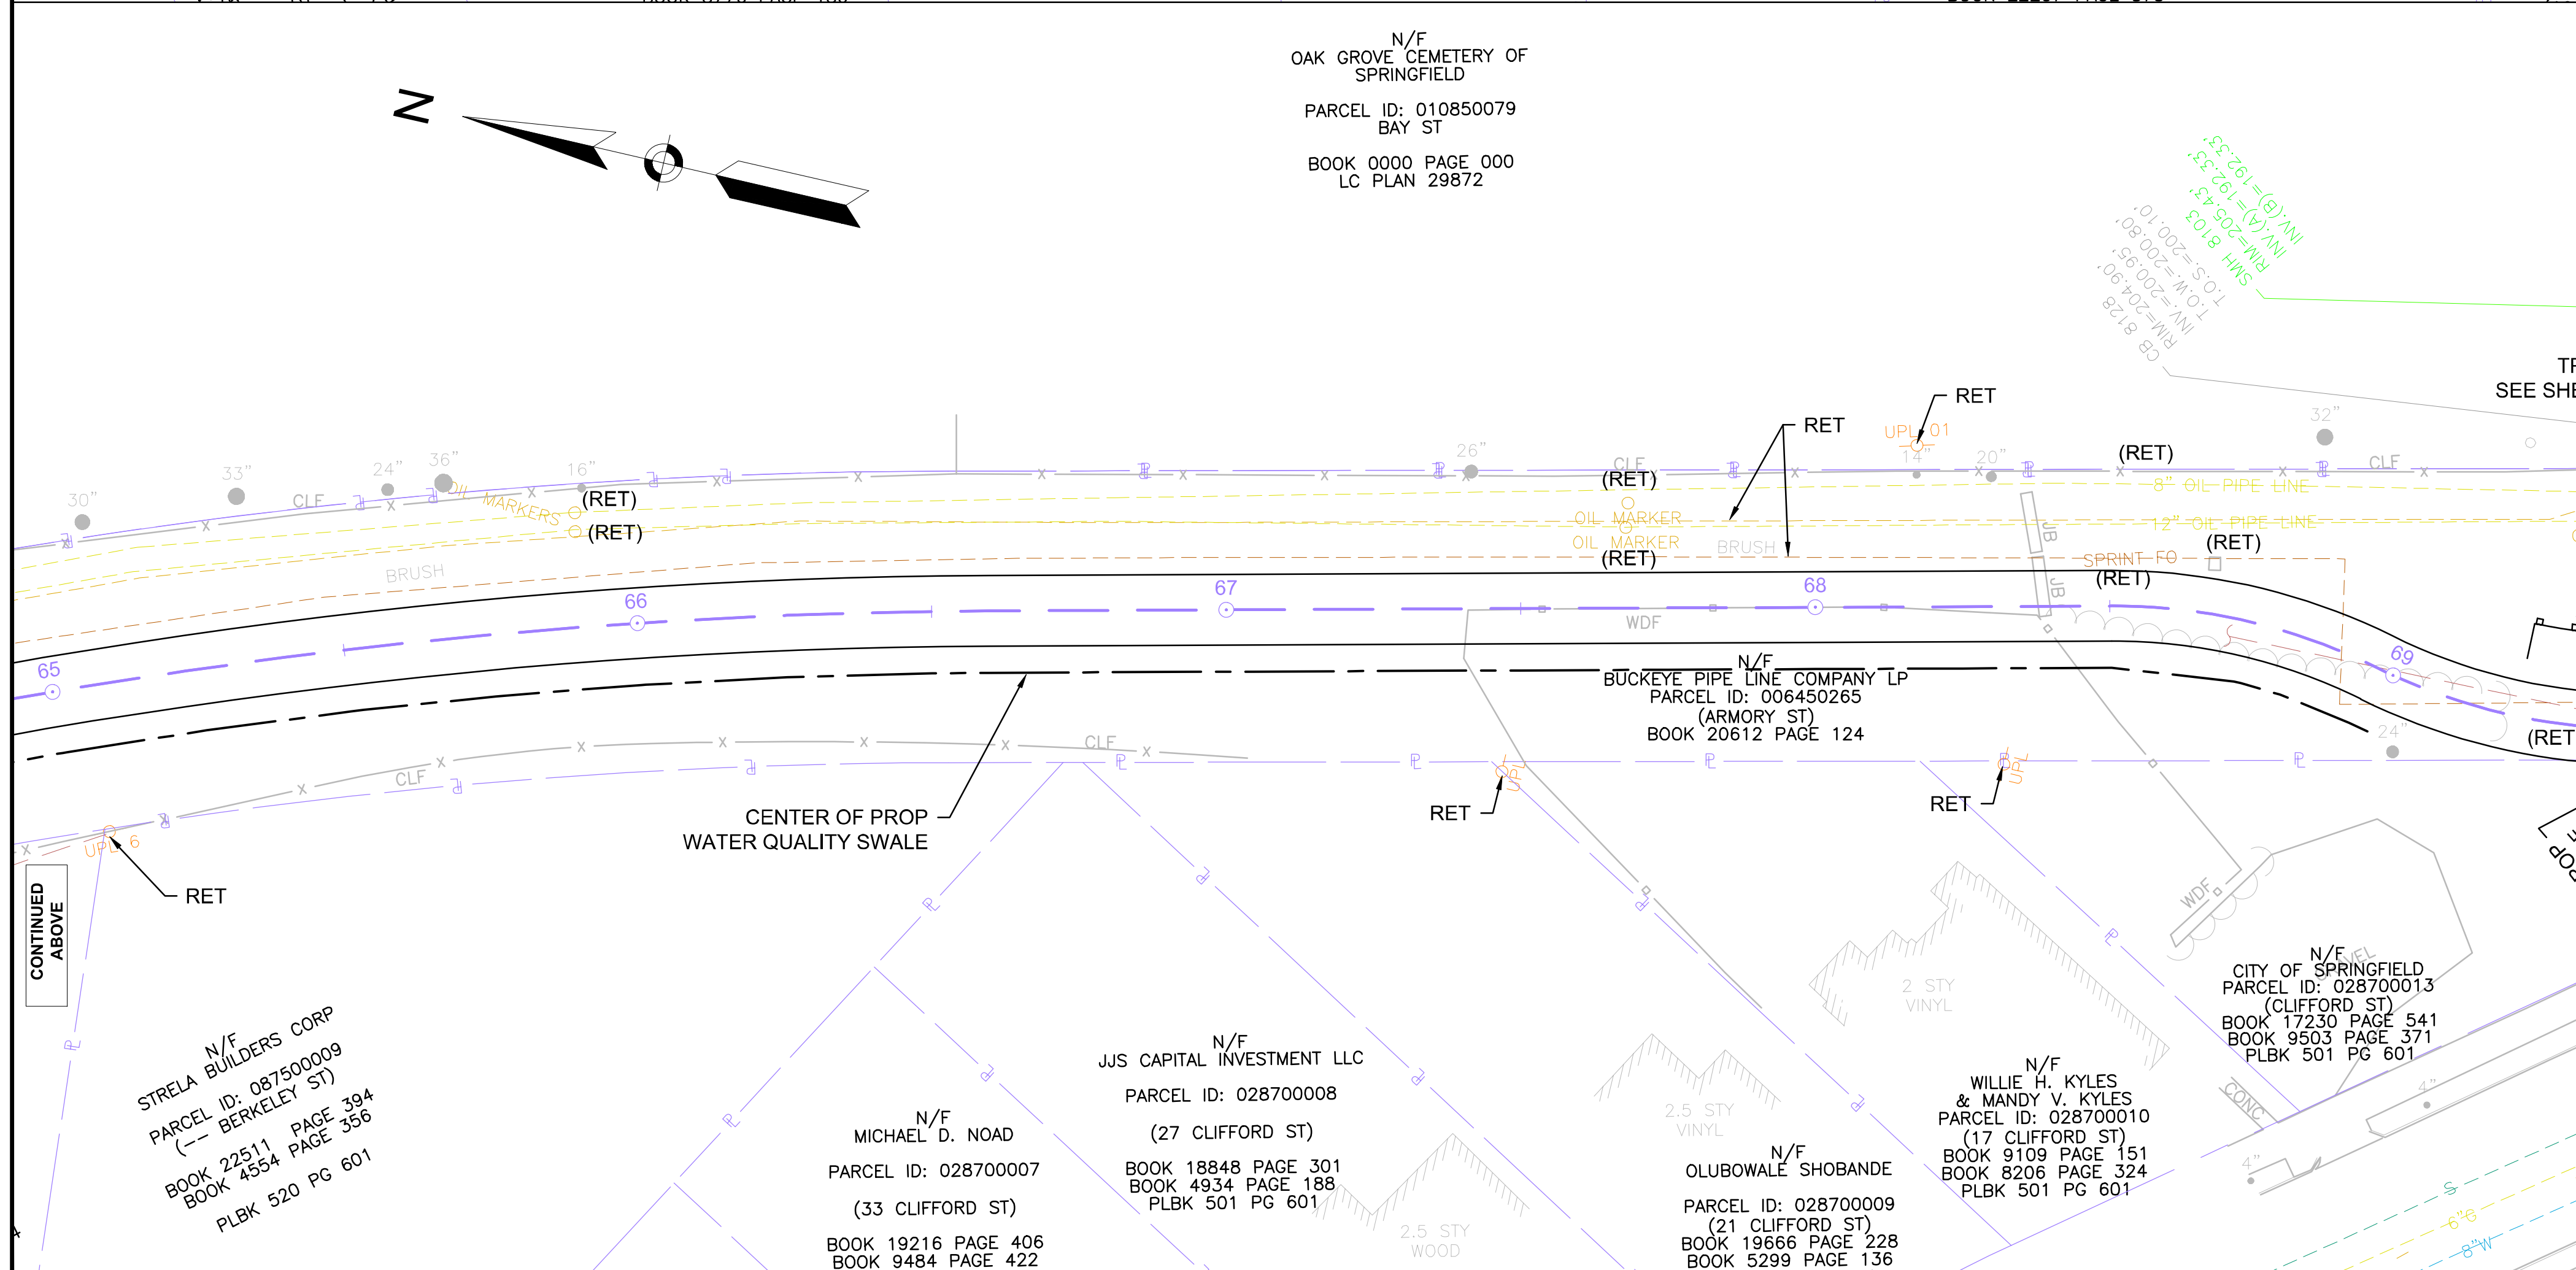 N/F
OAK GROVE CEMETERY OF
SPRINGFIELD
PARCEL ID: 010850079
BAY ST
BOOK 0000 PAGE 000
LC PLAN 29872
N
SMH 8103
RIM=205.43'
INV.(A)=192.33'
INV.(B)=192.33'
CB 8128
RIM=204.90'
INV.=200.95'
T.O.W.=200.80'
T.O.S.=200.10'
SEE SHE
RET
RET
UPL 01
32"
30"
33"
24"
36"
16"
26"
14"
20"
CLF
CLF
CLF
(RET)
(RET)
(RET)
(RET)
OIL MARKERS
8" OIL PIPE LINE
12" OIL PIPE LINE
OIL MARKER
OIL MARKER
(RET)
(RET)
(RET)
BRUSH
BRUSH
SPRINT FO
JB
JB
65
66
67
68
69
WDF
N/F
BUCKEYE PIPE LINE COMPANY LP
PARCEL ID: 006450265
(ARMORY ST)
BOOK 20612 PAGE 124
24"
(RET
CLF
CLF
CENTER OF PROP
WATER QUALITY SWALE
RET
UPL
RET
UPL
UPL 6
RET
CONTINUED
ABOVE
WDF
GRAVEL
2 STY
VINYL
2.5 STY
VINYL
2.5 STY
WOOD
N/F
STRELA BUILDERS CORP
PARCEL ID: 087500009
(-- BERKELEY ST)
BOOK 22511 PAGE 394
BOOK 4554 PAGE 356
PLBK 520 PG 601
N/F
MICHAEL D. NOAD
PARCEL ID: 028700007
(33 CLIFFORD ST)
BOOK 19216 PAGE 406
BOOK 9484 PAGE 422
N/F
JJS CAPITAL INVESTMENT LLC
PARCEL ID: 028700008
(27 CLIFFORD ST)
BOOK 18848 PAGE 301
BOOK 4934 PAGE 188
PLBK 501 PG 601
N/F
OLUBOWALE SHOBANDE
PARCEL ID: 028700009
(21 CLIFFORD ST)
BOOK 19666 PAGE 228
BOOK 5299 PAGE 136
N/F
WILLIE H. KYLES
& MANDY V. KYLES
PARCEL ID: 028700010
(17 CLIFFORD ST)
BOOK 9109 PAGE 151
BOOK 8206 PAGE 324
PLBK 501 PG 601
N/F
CITY OF SPRINGFIELD
PARCEL ID: 028700013
(CLIFFORD ST)
BOOK 17230 PAGE 541
BOOK 9503 PAGE 371
PLBK 501 PG 601
CONC
4"
4"
S
6"G
8"W